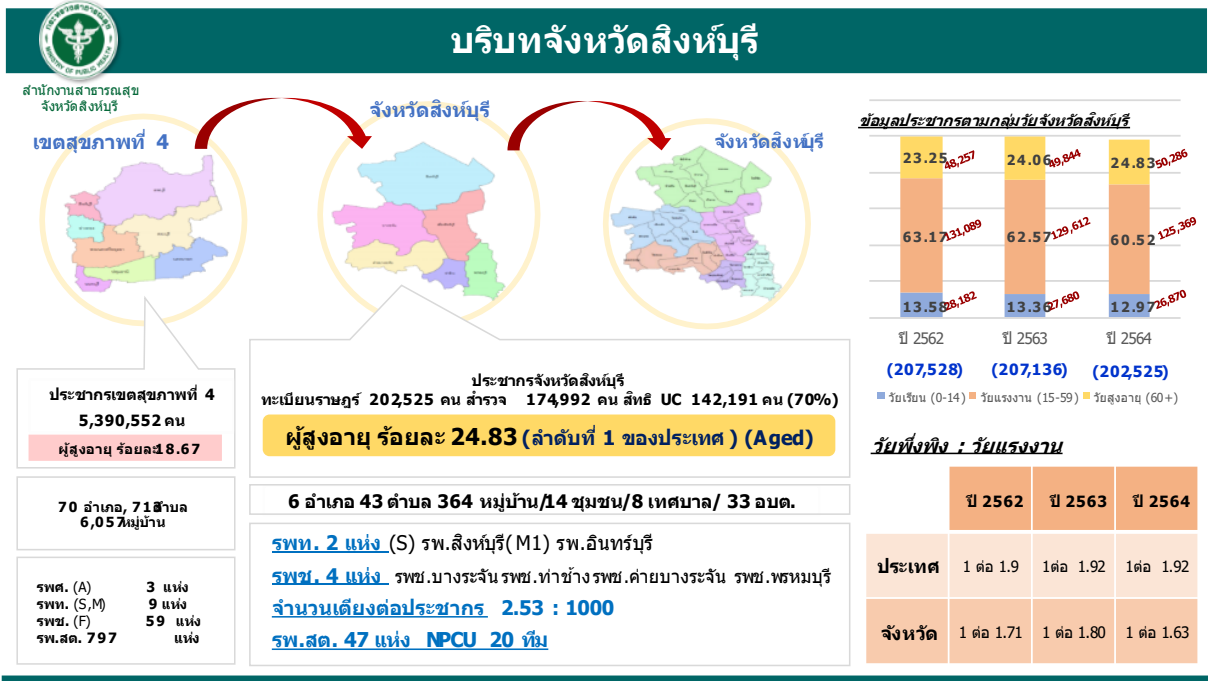 บริบทจังหวัดสิงห์บุรี
กระทรวงสาธารณสุข
MINISTRY OF PUBLIC HEALTH
สำนักงานสาธารณสุข
จังหวัดสิงห์บุรี
เขตสุขภาพที่ 4
จังหวัดสิงห์บุรี
จังหวัดสิงห์บุรี
ประชากรเขตสุขภาพที่ 4
5,390,552 คน
ผู้สูงอายุ ร้อยละ18.67
70 อำเภอ, 713ตำบล
6,057หมู่บ้าน
รพศ. (A) 3 แห่ง
รพท. (S,M) 9 แห่ง
รพช. (F) 59 แห่ง
รพ.สต. 797 แห่ง
ประชากรจังหวัดสิงห์บุรี
ทะเบียนราษฎร์ 202,525 คน สำรวจ 174,992 คน สิทธิ UC 142,191 คน (70%)
ผู้สูงอายุ ร้อยละ 24.83 (ลำดับที่ 1 ของประเทศ ) (Aged)
6 อำเภอ 43 ตำบล 364 หมู่บ้าน/14 ชุมชน/8 เทศบาล/ 33 อบต.
รพท. 2 แห่ง (S) รพ.สิงห์บุรี( M1) รพ.อินทร์บุรี
รพช. 4 แห่ง รพช.บางระจัน รพช.ท่าช้าง รพช.ค่ายบางระจัน รพช.พรหมบุรี
จำนวนเตียงต่อประชากร 2.53 : 1000
รพ.สต. 47 แห่ง NPCU 20 ทีม
ข้อมูลประชากรตามกลุ่มวัยจังหวัดสิงห์บุรี
23.25 48,257 24.06 49,844 24.83 50,286
63.17 131,089 62.57 129,612 60.52 125,369
13.58 28,182 13.36 27,680 12.97 26,870
ปี 2562 ปี 2563 ปี 2564
(207,528) (207,136) (202,525)
วัยเรียน (0-14) วัยแรงงาน (15-59) วัยสูงอายุ (60+)
วัยพึ่งพิง : วัยแรงงาน
ปี 2562 ปี 2563 ปี 2564
ประเทศ 1 ต่อ 1.9 1ต่อ 1.92 1ต่อ 1.92
จังหวัด 1 ต่อ 1.71 1 ต่อ 1.80 1 ต่อ 1.63